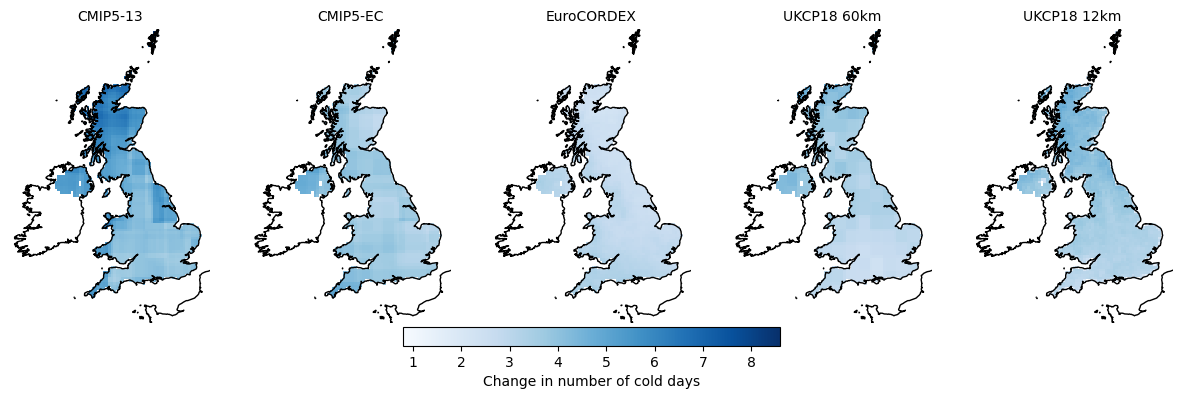 CMIP5-13 CMIP5-EC EuroCORDEX UKCP18 60km UKCP18 12km
1 2 3 4 5 6 7 8
Change in number of cold days